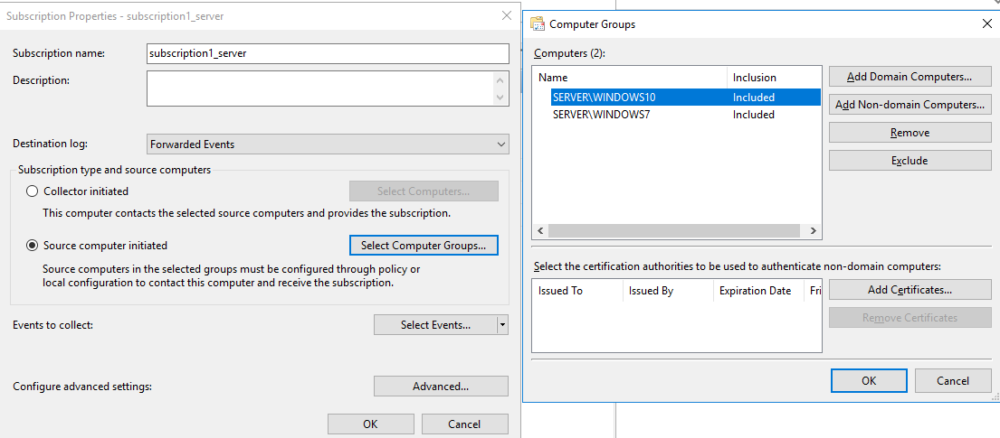 Subscription Properties - subscription1_server
Subscription name:
subscription1_server
Description:
Destination log:
Forwarded Events
Subscription type and source computers
Collector initiated
Select Computers...
This computer contacts the selected source computers and provides the subscription.
Source computer initiated
Select Computer Groups...
Source computers in the selected groups must be configured through policy or
local configuration to contact this computer and receive the subscription.
Events to collect:
Select Events...
Configure advanced settings:
Advanced...
OK
Cancel
Computer Groups
Computers (2):
Name
Inclusion
SERVER\WINDOWS10
Included
SERVER\WINDOWS7
Included
Add Domain Computers...
Add Non-domain Computers...
Remove
Exclude
Select the certification authorities to be used to authenticate non-domain computers:
Issued To
Issued By
Expiration Date
Fri
Add Certificates...
Remove Certificates
OK
Cancel